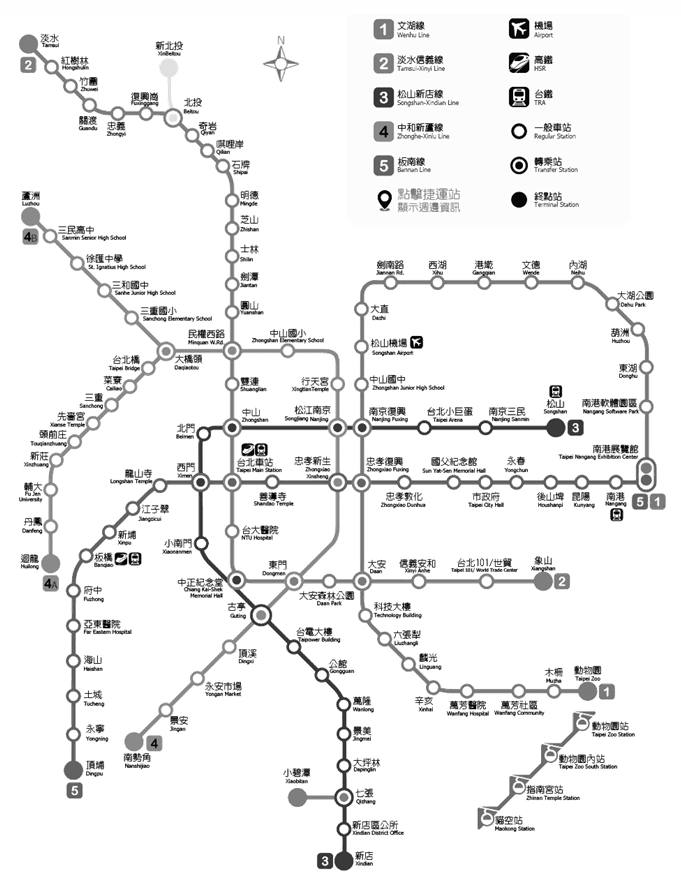 N
1
文湖線
Wenhu Line
機場
Airport
2
淡水信義線
Tamsui-Xinyi Line
高鐵
HSR
3
松山新店線
Songshan-Xindian Line
台鐵
TRA
4
中和新蘆線
Zhonghe-Xinlu Line
一般車站
Regular Station
5
板南線
Bannan Line
轉乘站
Transfer Station
點擊捷運站
顯示週邊資訊
終點站
Terminal Station
淡水
Tamsui
2
紅樹林
Hongshulin
竹圍
Zhuwei
關渡
Guandu
忠義
Zhongyi
復興崗
Fuxinggang
新北投
XinBeitou
北投
Beitou
奇岩
Qiyan
唭哩岸
Qilian
石牌
Shipai
明德
Mingde
芝山
Zhishan
士林
Shilin
劍潭
Jiantan
圓山
Yuanshan
蘆洲
Luzhou
4B
三民高中
Sanmin Senior High School
徐匯中學
St. Ignatius High School
三和國中
Sanhe Junior High School
三重國小
Sanchong Elementary School
民權西路
Minquan W.Rd.
中山國小
Zhongshan Elementary School
大橋頭
Daqiaotou
台北橋
Taipei Bridge
菜寮
Cailiao
三重
Sanchong
先嗇宮
Xianse Temple
頭前庄
Touqianzhuang
新莊
Xinzhuang
輔大
Fu Jen
University
丹鳳
Danfeng
迴龍
Huilong
4A
雙連
Shuanglian
行天宮
XingtianTemple
劍南路
Jiannan Rd.
西湖
Xihu
港墘
Gangqian
文德
Wende
內湖
Neihu
大湖公園
Dahu Park
葫洲
Huzhou
東湖
Donghu
南港軟體園區
Nangang Software Park
南港展覽館
Taipei Nangang Exhibition Center
5
1
大直
Dazhi
松山機場
Songshan Airport
中山國中
Zhongshan Junior High School
北門
Beimen
中山
Zhongshan
松江南京
Songjiang Nanjing
南京復興
Nanjing Fuxing
台北小巨蛋
Taipei Arena
南京三民
Nanjing Sanmin
松山
Songshan
3
龍山寺
Longshan Temple
西門
Ximen
台北車站
Taipei Main Station
善導寺
Shandao Temple
忠孝新生
Zhongxiao
Xinsheng
忠孝復興
Zhongxiao Fuxing
忠孝敦化
Zhongxiao Dunhua
國父紀念館
Sun Yat-Sen Memorial Hall
市政府
Taipei City Hall
永春
Yongchun
後山埤
Houshanpi
昆陽
Kunyang
南港
Nangang
江子翠
Jiangzicui
新埔
Xinpu
板橋
Banqiao
府中
Fuzhong
亞東醫院
Far Eastern Hospital
海山
Haishan
土城
Tucheng
永寧
Yongning
頂埔
Dingpu
5
台大醫院
NTU Hospital
小南門
Xiaonanmen
中正紀念堂
Chiang Kai-Shek
Memorial Hall
東門
Dongmen
大安森林公園
Daan Park
大安
Daan
信義安和
Xinyi Anhe
台北101/世貿
Taipei 101/ World Trade Center
象山
Xiangshan
2
古亭
Guting
頂溪
Dingxi
永安市場
Yongan Market
景安
Jingan
南勢角
Nanshijiao
4
台電大樓
Taipower Building
公館
Gongguan
萬隆
Wanlong
景美
Jingmei
大坪林
Dapinglin
小碧潭
Xiaobitan
七張
Qizhang
新店區公所
Xindian District Office
3
新店
Xindian
科技大樓
Technology Building
六張犁
Liuzhangli
麟光
Linguang
辛亥
Xinhai
萬芳醫院
Wanfang Hospital
萬芳社區
Wanfang Community
木柵
Muzha
動物園
Taipei Zoo
1
動物園站
Taipei Zoo Station
動物園內站
Taipei Zoo South Station
指南宮站
Zhinan Temple Station
貓空站
Maokong Station